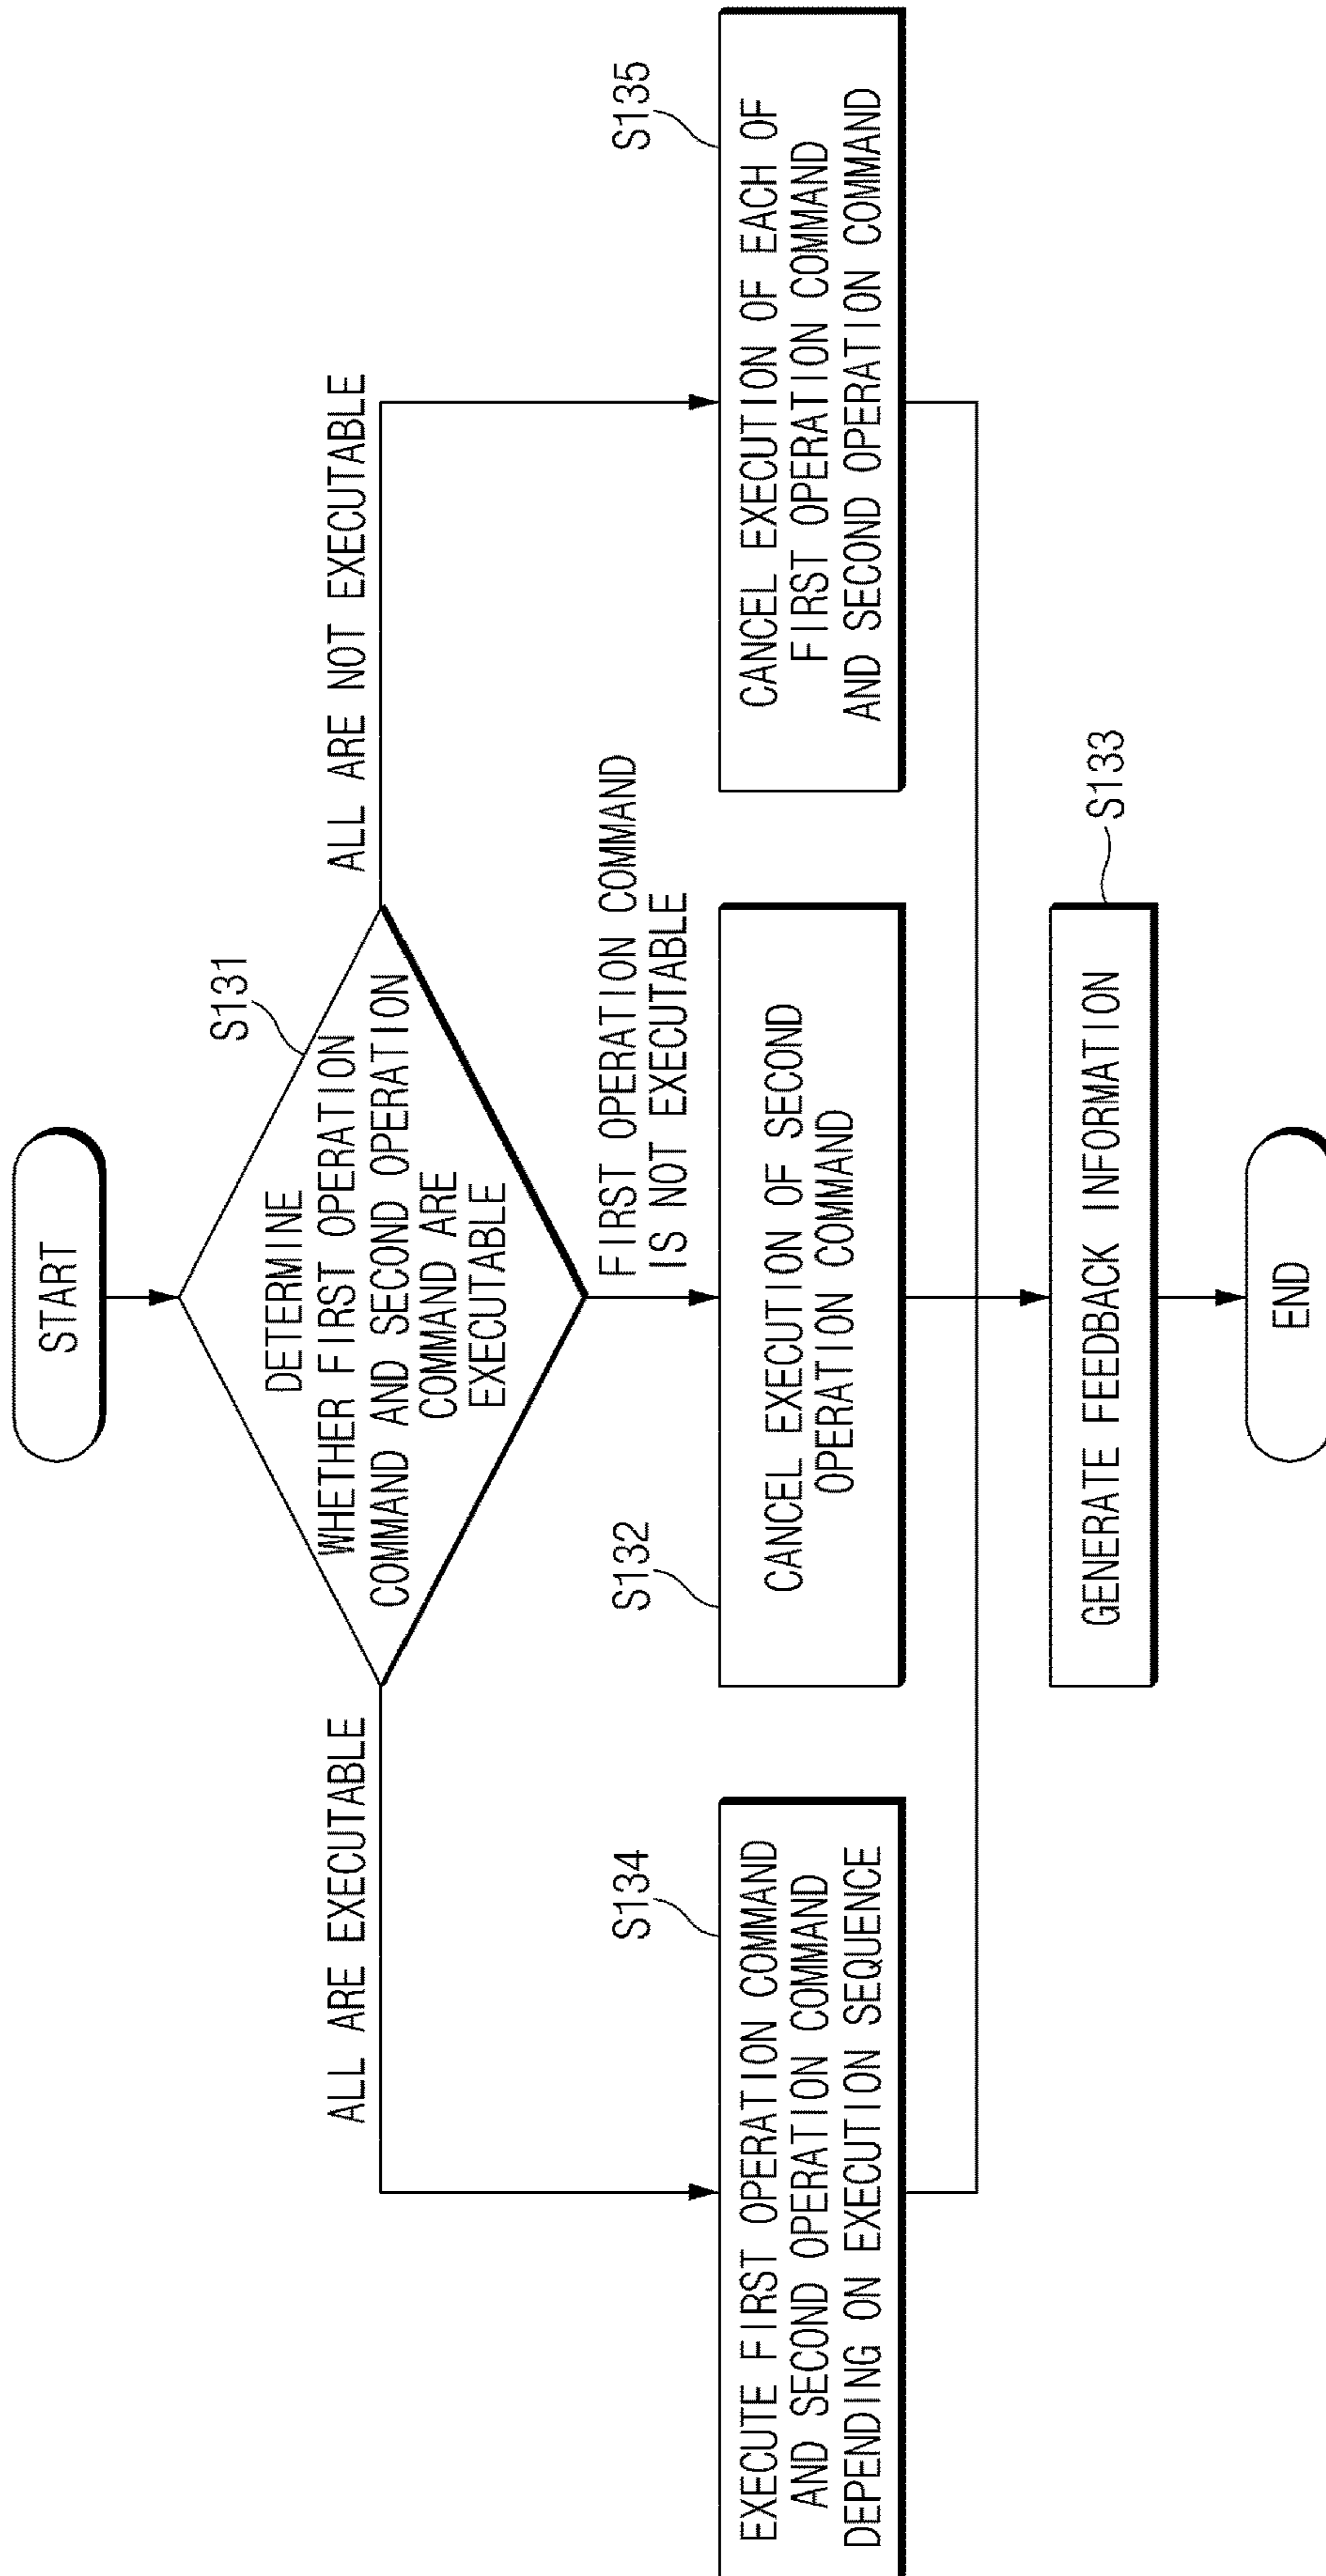 START
S131
DETERMINE
WHETHER FIRST OPERATION
COMMAND AND SECOND OPERATION
COMMAND ARE
EXECUTABLE
ALL ARE EXECUTABLE
ALL ARE NOT EXECUTABLE
FIRST OPERATION COMMAND
IS NOT EXECUTABLE
S134
EXECUTE FIRST OPERATION COMMAND
AND SECOND OPERATION COMMAND
DEPENDING ON EXECUTION SEQUENCE
S132
CANCEL EXECUTION OF SECOND
OPERATION COMMAND
S135
CANCEL EXECUTION OF EACH OF
FIRST OPERATION COMMAND
AND SECOND OPERATION COMMAND
S133
GENERATE FEEDBACK INFORMATION
END